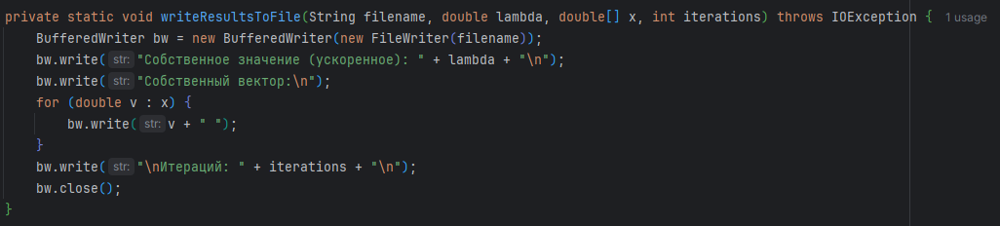 private static void writeResultsToFile(String filename, double lambda, double[] x, int iterations) throws IOException { 1 usage
    BufferedWriter bw = new BufferedWriter(new FileWriter(filename));
    bw.write( str: "Собственное значение (ускоренное): " + lambda + "\n");
    bw.write( str: "Собственный вектор:\n");
    for (double v : x) {
        bw.write( str: v + " ");
    }
    bw.write( str: "\nИтераций: " + iterations + "\n");
    bw.close();
}